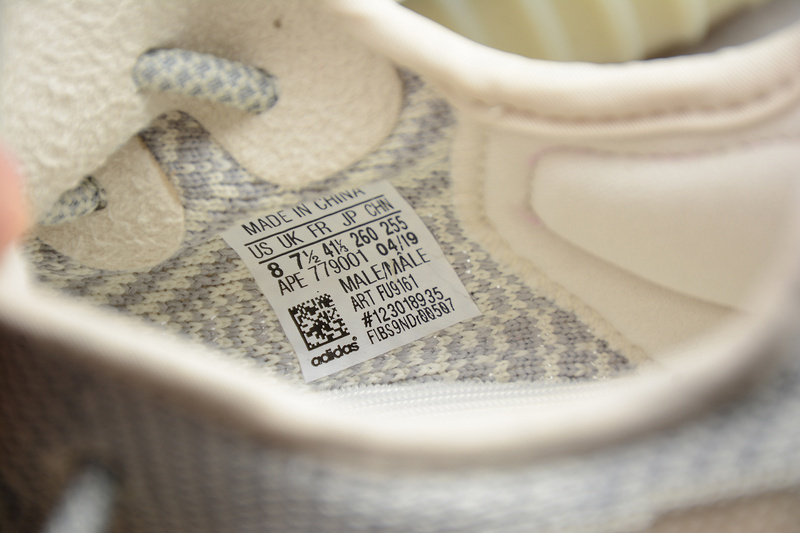 MADE IN CHINA
US UK FR JP CHN
8 7½ 41⅓ 260 255
APE 779001 04/19
MALE/MÂLE
ART FU9161
#123018935
adidas